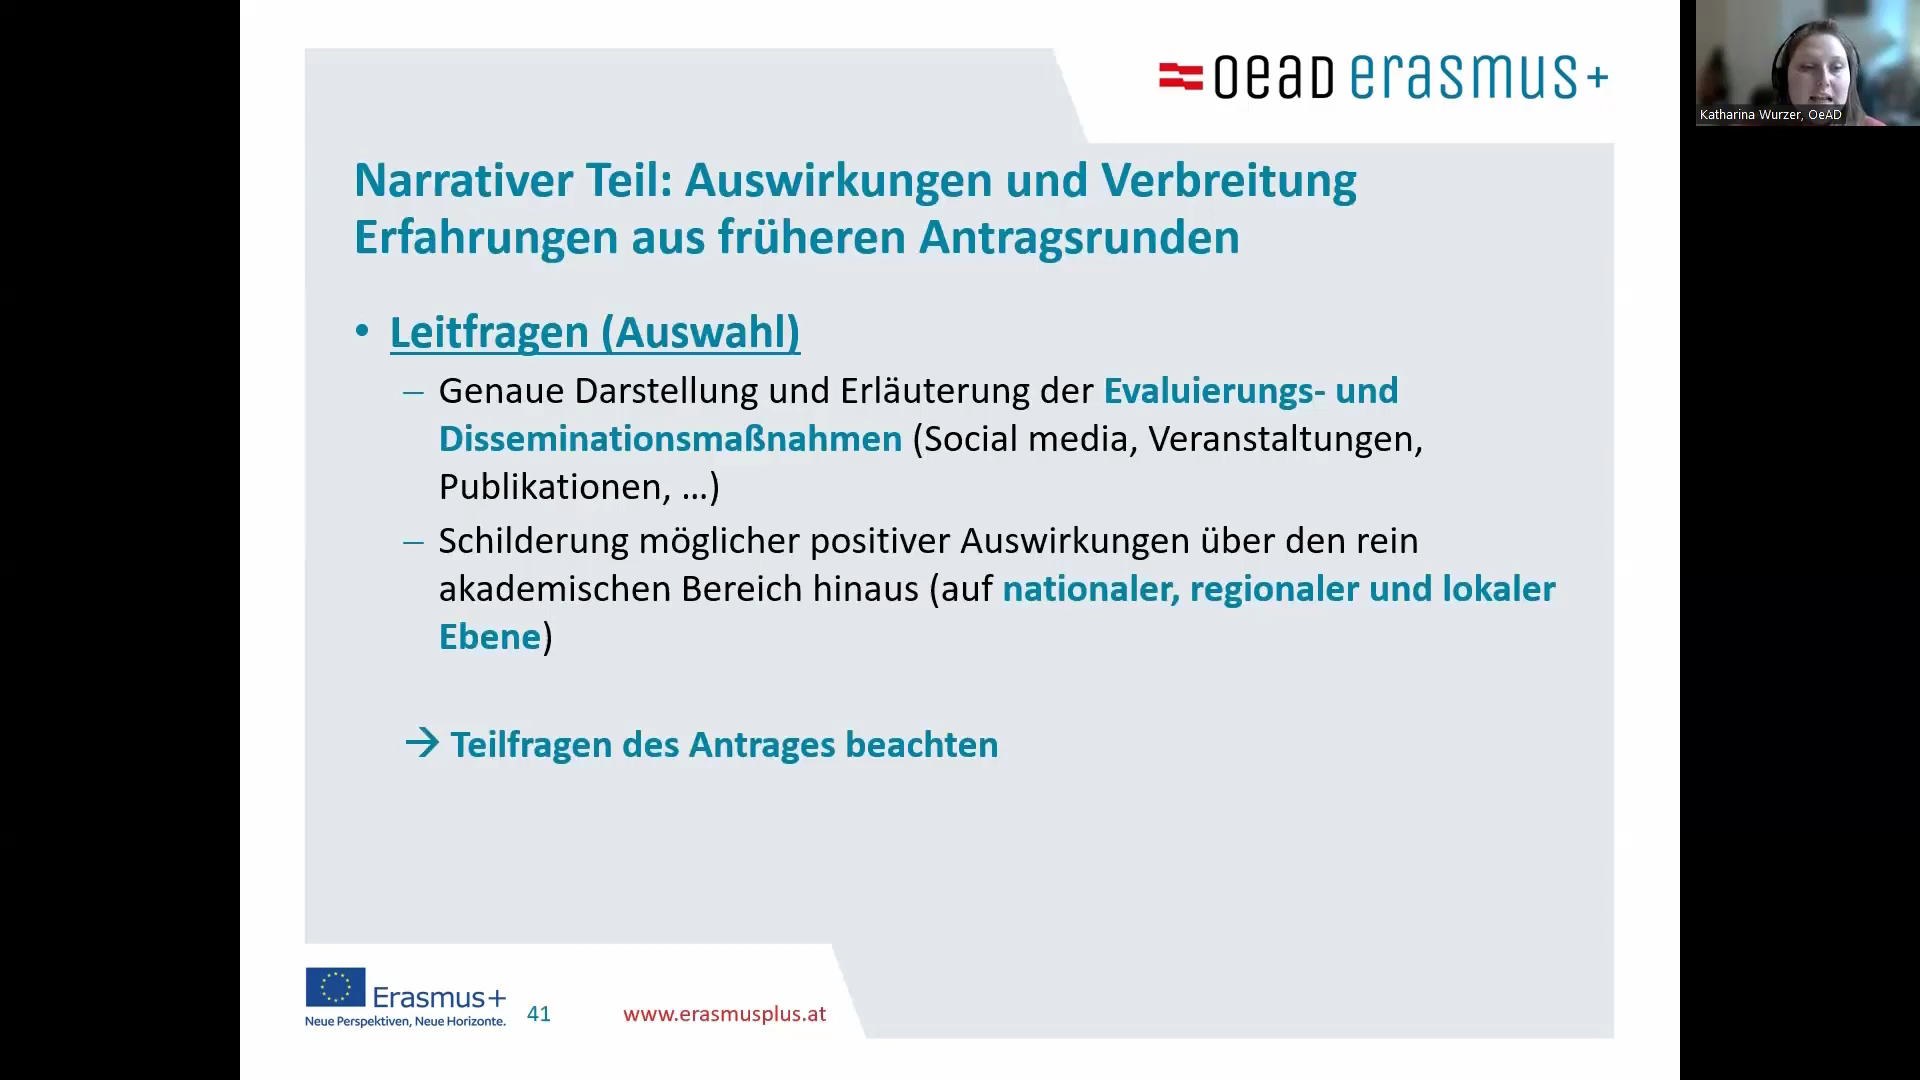 oead erasmus+
Katharina Wurzer, OeAD
Narrativer Teil: Auswirkungen und Verbreitung
Erfahrungen aus früheren Antragsrunden
• Leitfragen (Auswahl)
– Genaue Darstellung und Erläuterung der Evaluierungs- und
Disseminationsmaßnahmen (Social media, Veranstaltungen,
Publikationen, …)
– Schilderung möglicher positiver Auswirkungen über den rein
akademischen Bereich hinaus (auf nationaler, regionaler und lokaler
Ebene)
→ Teilfragen des Antrages beachten
Erasmus+
Neue Perspektiven, Neue Horizonte.
41
www.erasmusplus.at